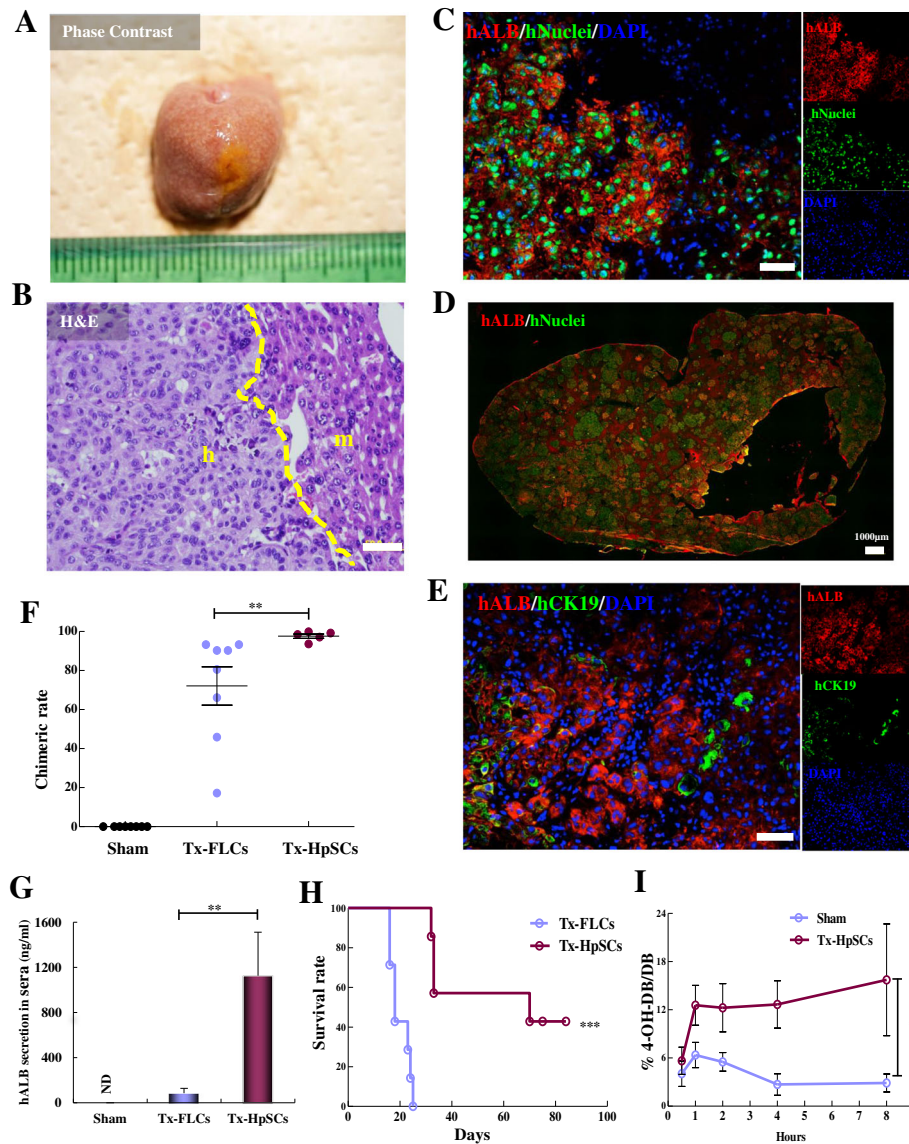 A
Phase Contrast
B
H&E
h
m
C
hALB/hNuclei/DAPI
hALB
hNuclei
DAPI
D
hALB/hNuclei
1000μm
E
hALB/hCK19/DAPI
hALB
hCK19
DAPI
F
**
Chimeric rate
100
80
60
40
20
0
Sham
Tx-FLCs
Tx-HpSCs
G
**
hALB secretion in sera (ng/ml)
1600
1200
800
400
0
ND
Sham
Tx-FLCs
Tx-HpSCs
H
Tx-FLCs
Tx-HpSCs
Survival rate
100
80
60
40
20
0
***
0
20
40
60
80
100
Days
I
Sham
Tx-HpSCs
% 4-OH-DB/DB
24
18
12
6
0
0
1
2
3
4
5
6
7
8
Hours